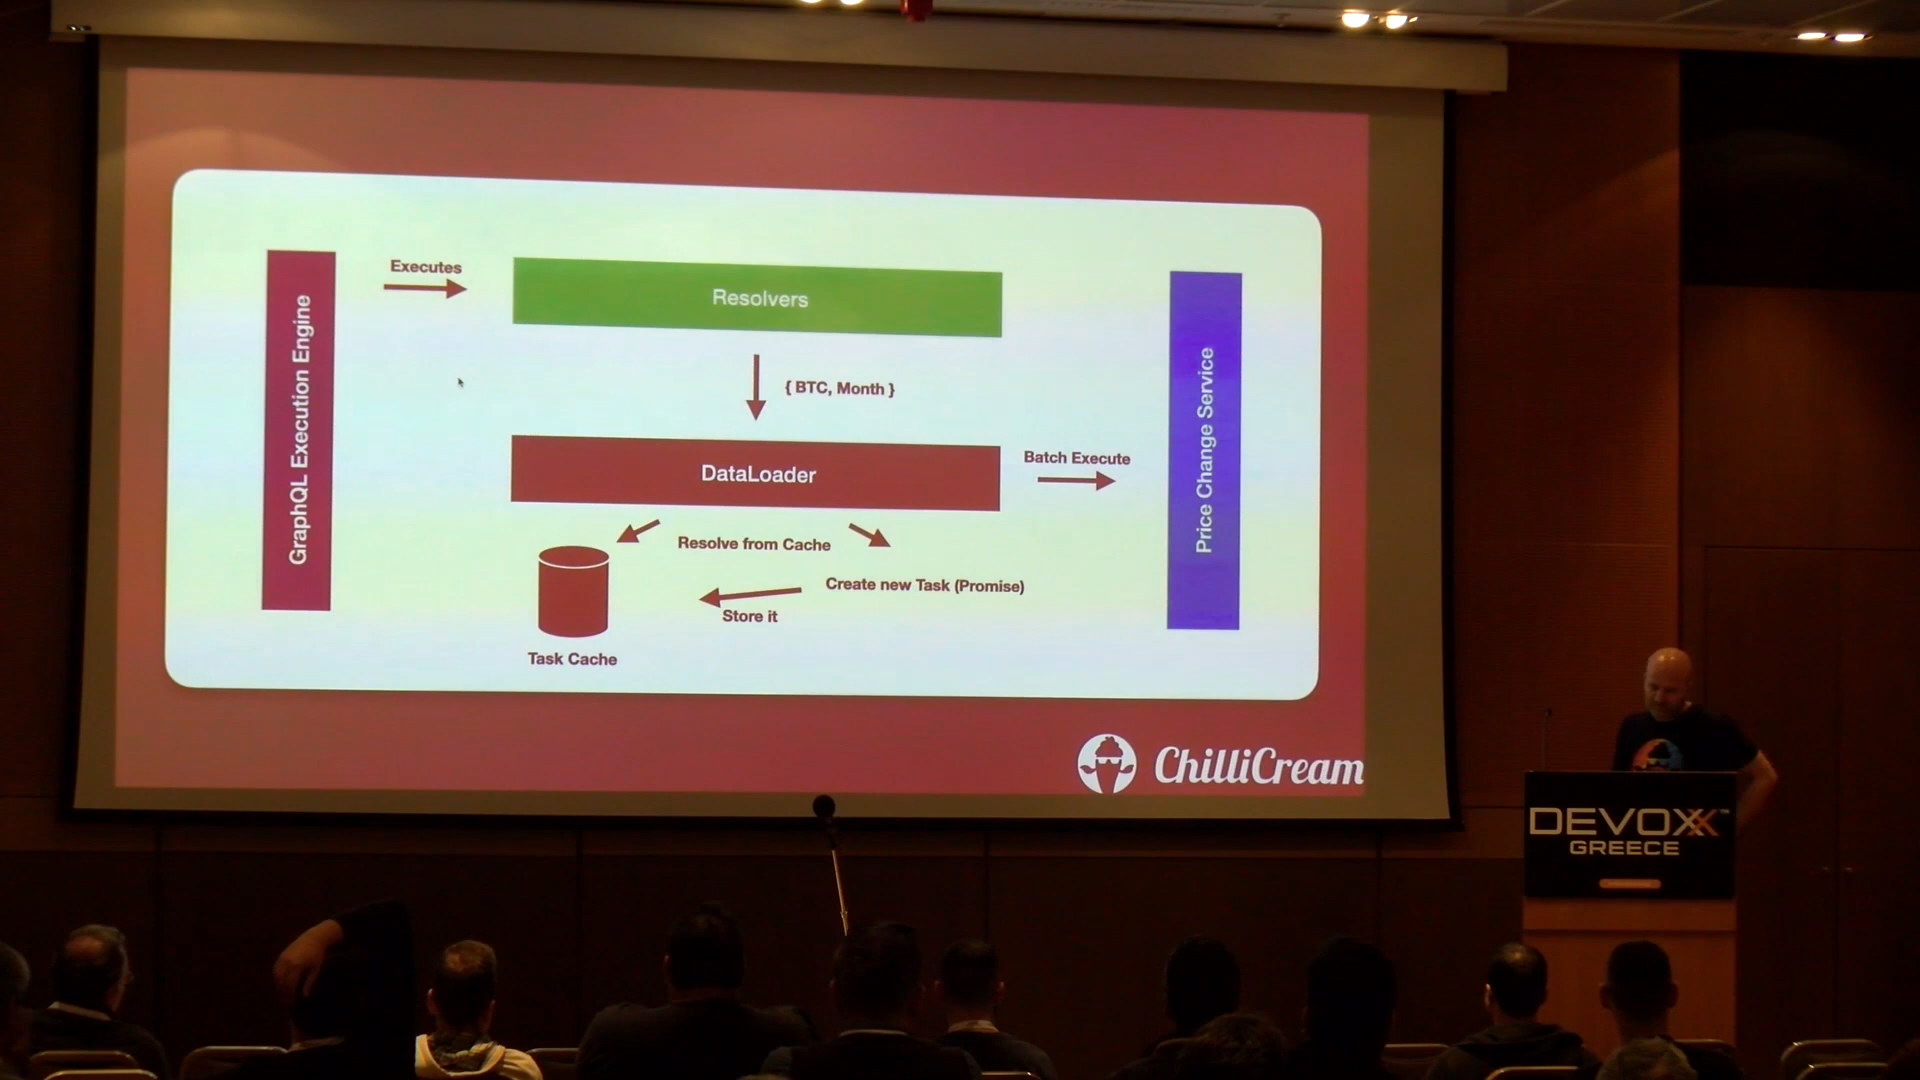 Executes
Resolvers
GraphQL Execution Engine
{ BTC, Month }
Price Change Service
DataLoader
Batch Execute
Resolve from Cache
Create new Task (Promise)
Store it
Task Cache
ChilliCream
DEVOXX™
GREECE